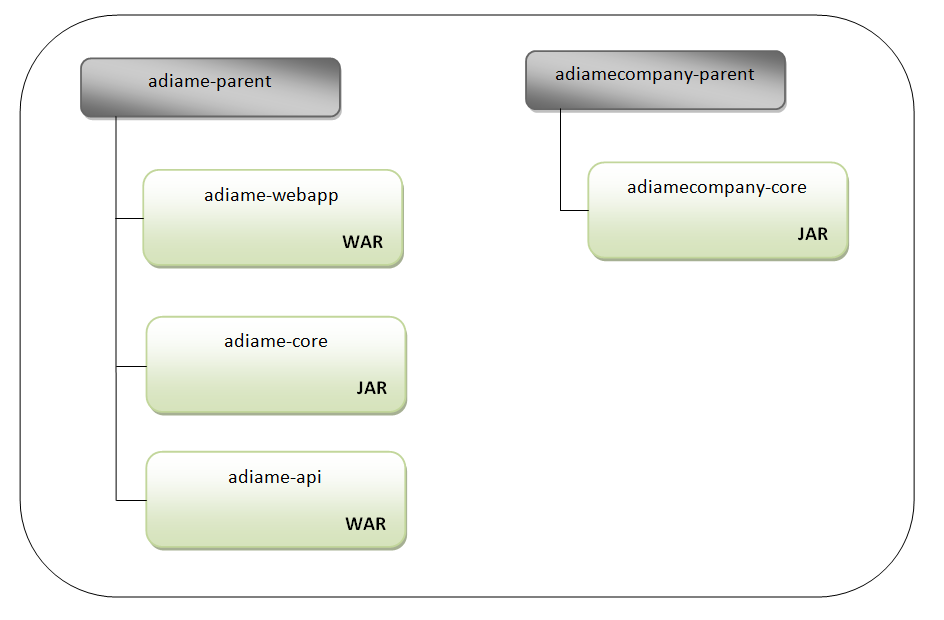 adiame-parent
adiame-webapp
WAR
adiame-core
JAR
adiame-api
WAR
adiamecompany-parent
adiamecompany-core
JAR